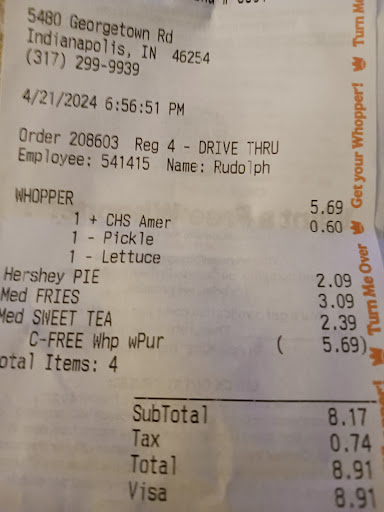 5480 Georgetown Rd
Indianapolis, IN 46254
(317) 299-9939
4/21/2024 6:56:51 PM
Order 208603 Reg 4 - DRIVE THRU
Employee: 541415 Name: Rudolph
WHOPPER 5.69
1 + CHS Amer 0.60
1 - Pickle
1 - Lettuce
Hershey PIE 2.09
Med FRIES 3.09
Med SWEET TEA 2.39
C-FREE Whp wPur ( 5.69)
otal Items: 4
SubTotal 8.17
Tax 0.74
Total 8.91
Visa 8.91
Turn Me Over Get your Whopper! Turn Me